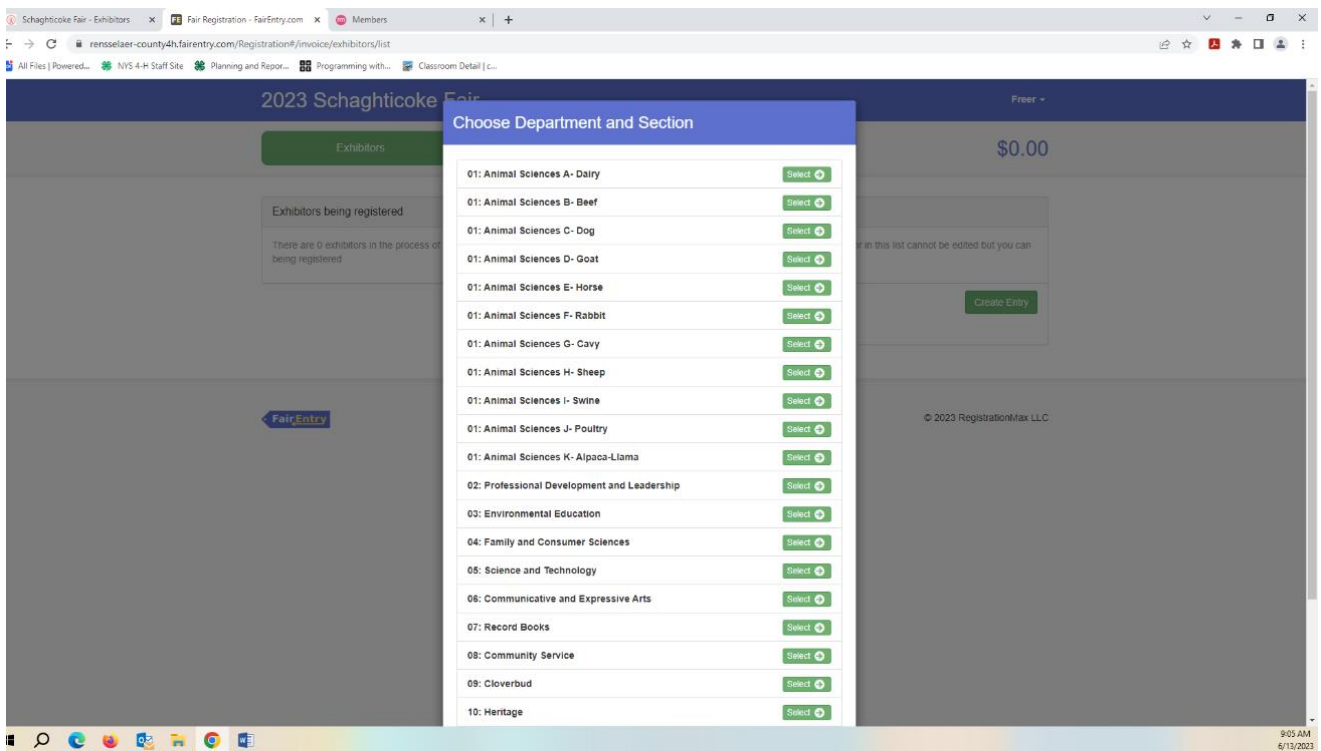 Schaghticoke Fair - Exhibitors
Fair Registration - FairEntry.com
Members
rensselaer-county4h.fairentry.com/Registration#/invoice/exhibitors/list
All Files | Powered...
NYS 4-H Staff Site
Planning and Repor...
Programming with...
Classroom Detail | c...
2023 Schaghticoke Fair
Freer
Choose Department and Section
Exhibitors
$0.00
Exhibitors being registered
There are 0 exhibitors in the process of
being registered
in this list cannot be edited but you can
Create Entry
01: Animal Sciences A- Dairy Select
01: Animal Sciences B- Beef Select
01: Animal Sciences C- Dog Select
01: Animal Sciences D- Goat Select
01: Animal Sciences E- Horse Select
01: Animal Sciences F- Rabbit Select
01: Animal Sciences G- Cavy Select
01: Animal Sciences H- Sheep Select
01: Animal Sciences I- Swine Select
01: Animal Sciences J- Poultry Select
01: Animal Sciences K- Alpaca-Llama Select
02: Professional Development and Leadership Select
03: Environmental Education Select
04: Family and Consumer Sciences Select
05: Science and Technology Select
06: Communicative and Expressive Arts Select
07: Record Books Select
08: Community Service Select
09: Cloverbud Select
10: Heritage Select
FairEntry
© 2023 RegistrationMax LLC
9:05 AM
6/13/2023